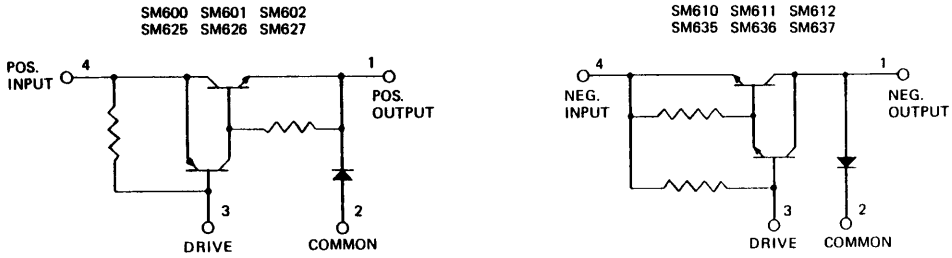 SM600 SM601 SM602
SM625 SM626 SM627
4
POS.
INPUT
1
POS.
OUTPUT
3
DRIVE
2
COMMON
SM610 SM611 SM612
SM635 SM636 SM637
4
NEG.
INPUT
1
NEG.
OUTPUT
3
DRIVE
2
COMMON